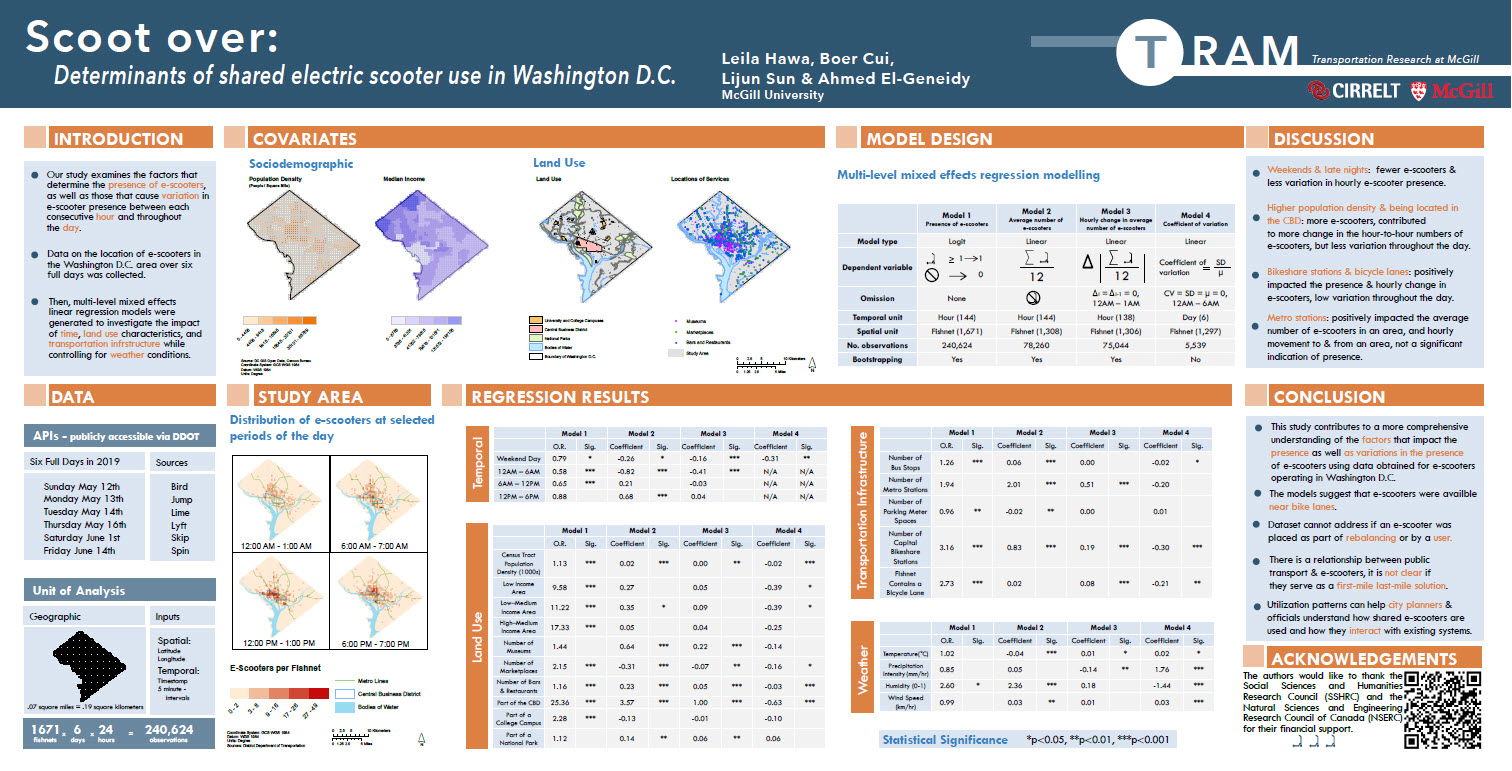 Scoot over:
Determinants of shared electric scooter use in Washington D.C.
Leila Hawa, Boer Cui,
Lijun Sun & Ahmed El-Geneidy
McGill University
TRAM
Transportation Research at McGill
CIRRELT McGill
INTRODUCTION
Our study examines the factors that
determine the presence of e-scooters,
as well as those that cause variation in
e-scooter presence between each
consecutive hour and throughout
the day.
Data on the location of e-scooters in
the Washington D.C. area over six
full days was collected.
Then, multi-level mixed effects
linear regression models were
generated to investigate the impact
of time, land use characteristics, and
transportation infrstructure while
controlling for weather conditions.
COVARIATES
Sociodemographic
Population Density
(People / Square Mile)
Median Income
Land Use
Land Use
Locations of Services
University and College Campuses
Central Business District
National Parks
Bodies of Water
Boundary of Washington D.C.
Museums
Marketplaces
Bars and Restaurants
Study Area
Source: DC GIS Open Data, Census Bureau
Coordinate System: GCS WGS 1984
Datum: WGS 1984
Units: Degree
MODEL DESIGN
Multi-level mixed effects regression modelling
Model 1 Presence of e-scooters | Model 2 Average number of e-scooters | Model 3 Hourly change in average number of e-scooters | Model 4 Coefficient of variation
Model type Logit Linear Linear Linear
Dependent variable ≥ 1→1 → 0 Σ 12 Δ | Σ 12 | Coefficient of variation = SD μ
Omission None Δt = Δt-1 = 0, 12AM – 1AM CV = SD = μ = 0, 12AM – 6AM
Temporal unit Hour (144) Hour (144) Hour (138) Day (6)
Spatial unit Fishnet (1,671) Fishnet (1,308) Fishnet (1,306) Fishnet (1,297)
No. observations 240,624 78,260 75,044 5,539
Bootstrapping Yes Yes Yes No
DISCUSSION
Weekends & late nights: fewer e-scooters &
less variation in hourly e-scooter presence.
Higher population density & being located in
the CBD: more e-scooters, contributed
to more change in the hour-to-hour numbers of
e-scooters, but less variation throughout the day.
Bikeshare stations & bicycle lanes: positively
impacted the presence & hourly change in
e-scooters, low variation throughout the day.
Metro stations: positively impacted the average
number of e-scooters in an area, and hourly
movement to & from an area, not a significant
indication of presence.
DATA
APIs – publicly accessible via DDOT
Six Full Days in 2019
Sunday May 12th
Monday May 13th
Tuesday May 14th
Thursday May 16th
Saturday June 1st
Friday June 14th
Sources
Bird
Jump
Lime
Lyft
Skip
Spin
Unit of Analysis
Geographic
.07 square miles = .19 square kilometers
Inputs
Spatial:
Latitude
Longitude
Temporal:
Timestamp
5 minute -
intervals
1671 x 6 x 24 = 240,624
fishnets days hours observations
STUDY AREA
Distribution of e-scooters at selected
periods of the day
12:00 AM - 1:00 AM
6:00 AM - 7:00 AM
12:00 PM - 1:00 PM
6:00 PM - 7:00 PM
E-Scooters per Fishnet
0 - 2 3 - 8 9 - 16 17 - 26 27 - 49
Metro Lines
Central Business District
Bodies of Water
Coordinate System: GCS WGS 1984
Datum: WGS 1984
Units: Degree
Sources: District Department of Transportation
REGRESSION RESULTS
Temporal
Model 1 Model 2 Model 3 Model 4
O.R. Sig. Coefficient Sig. Coefficient Sig. Coefficient Sig.
Weekend Day 0.79 * -0.26 * -0.16 *** -0.31 **
12AM – 6AM 0.58 *** -0.82 *** -0.41 *** N/A N/A
6AM – 12PM 0.65 *** 0.21 -0.03 N/A N/A
12PM – 6PM 0.88 0.68 *** 0.04 N/A N/A
Land Use
Model 1 Model 2 Model 3 Model 4
O.R. Sig. Coefficient Sig. Coefficient Sig. Coefficient Sig.
Census Tract Population Density (1000s) 1.13 *** 0.02 *** 0.00 ** -0.02 ***
Low Income Area 9.58 *** 0.27 0.05 -0.39 *
Low-Medium Income Area 11.22 *** 0.35 * 0.09 -0.39 *
High-Medium Income Area 17.33 *** 0.05 0.04 -0.25
Number of Museums 1.44 0.64 *** 0.22 *** -0.14
Number of Marketplaces 2.15 *** -0.31 *** -0.07 ** -0.16 *
Number of Bars & Restaurants 1.16 *** 0.23 *** 0.05 *** -0.03 ***
Part of the CBD 25.36 *** 3.57 *** 1.00 *** -0.63 ***
Part of a College Campus 2.28 *** -0.13 -0.01 -0.10
Part of a National Park 1.12 0.14 ** 0.06 ** 0.06
Transportation Infrastructure
Model 1 Model 2 Model 3 Model 4
O.R. Sig. Coefficient Sig. Coefficient Sig. Coefficient Sig.
Number of Bus Stops 1.26 *** 0.06 *** 0.00 -0.02 *
Number of Metro Stations 1.94 2.01 *** 0.51 *** -0.20
Number of Parking Meter Spaces 0.96 ** -0.02 ** 0.00 0.01
Number of Capital Bikeshare Stations 3.16 *** 0.83 *** 0.19 *** -0.30 ***
Fishnet Contains a Bicycle Lane 2.73 *** 0.02 0.08 *** -0.21 **
Weather
Model 1 Model 2 Model 3 Model 4
O.R. Sig. Coefficient Sig. Coefficient Sig. Coefficient Sig.
Temperature(°C) 1.02 -0.04 *** 0.01 * 0.02 *
Precipitation Intensity (mm/hr) 0.85 0.05 -0.14 ** 1.76 ***
Humidity (0-1) 2.60 * 2.36 *** 0.18 -1.44 ***
Wind Speed (km/hr) 0.99 0.03 ** 0.01 0.03 ***
Statistical Significance *p<0.05, **p<0.01, ***p<0.001
CONCLUSION
This study contributes to a more comprehensive
understanding of the factors that impact the
presence as well as variations in the presence
of e-scooters using data obtained for e-scooters
operating in Washington D.C.
The models suggest that e-scooters were availble
near bike lanes.
Dataset cannot address if an e-scooter was
placed as part of rebalancing or by a user.
There is a relationship between public
transport & e-scooters, it is not clear if
they serve as a first-mile last-mile solution.
Utilization patterns can help city planners &
officials understand how shared e-scooters are
used and how they interact with existing systems.
ACKNOWLEDGEMENTS
The authors would like to thank the
Social Sciences and Humanities
Research Council (SSHRC) and the
Natural Sciences and Engineering
Research Council of Canada (NSERC)
for their financial support.